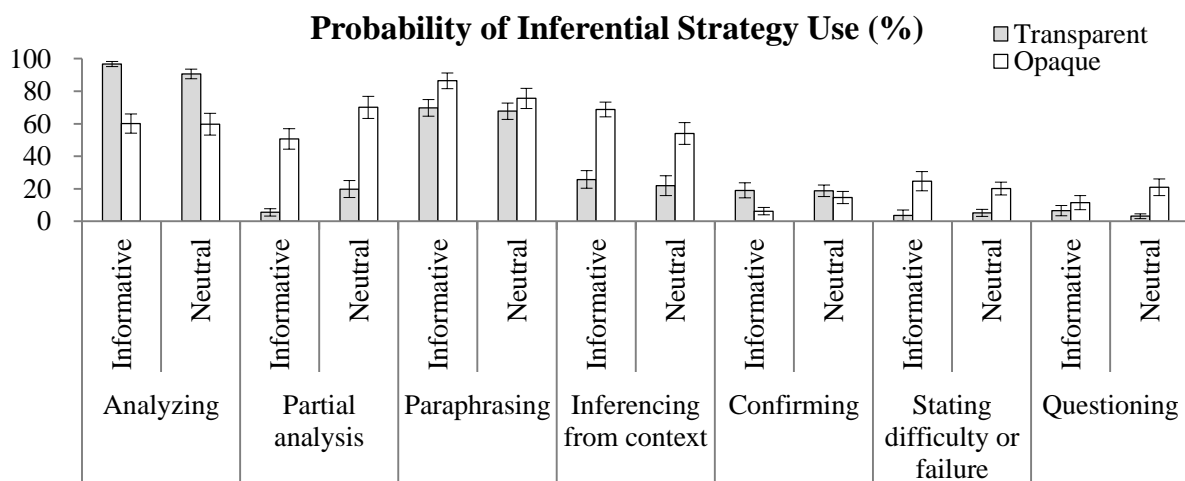 Probability of Inferential Strategy Use (%)
Transparent
Opaque
100
80
60
40
20
0
Informative
Neutral
Informative
Neutral
Informative
Neutral
Informative
Neutral
Informative
Neutral
Informative
Neutral
Informative
Neutral
Analyzing
Partial
analysis
Paraphrasing
Inferencing
from context
Confirming
Stating
difficulty or
failure
Questioning